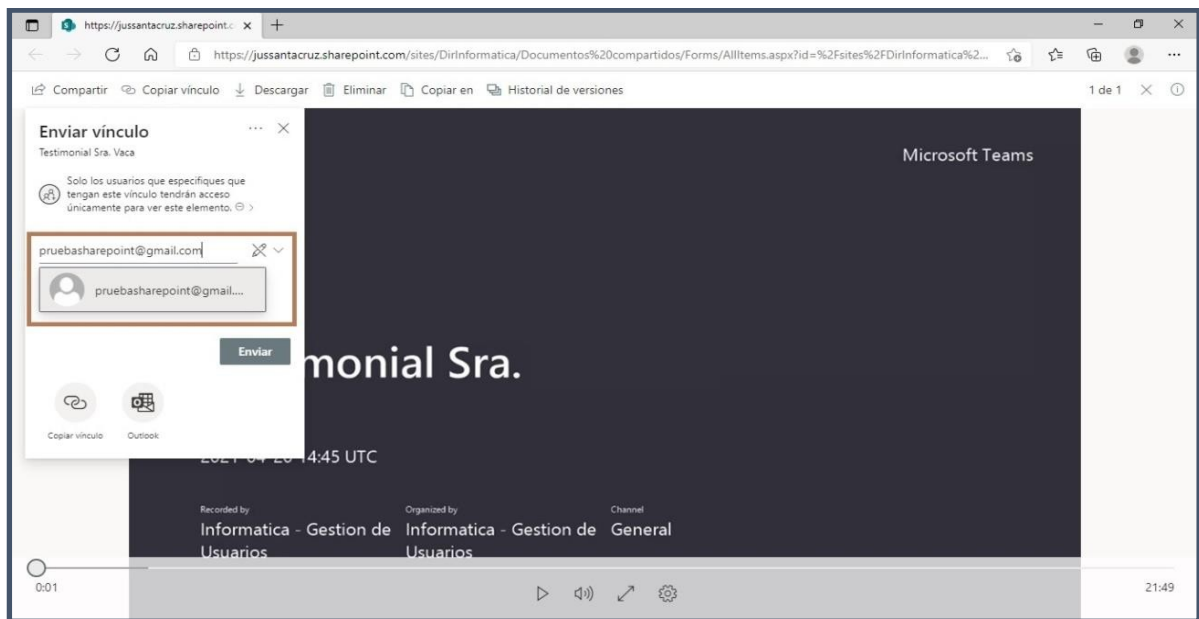 https://jussantacruz.sharepoint.c
https://jussantacruz.sharepoint.com/sites/DirInformatica/Documentos%20compartidos/Forms/AllItems.aspx?id=%2Fsites%2FDirInformatica%2...
Compartir Copiar vínculo Descargar Eliminar Copiar en Historial de versiones 1 de 1
Enviar vínculo
Testimonial Sra. Vaca
Solo los usuarios que especifiques que
tengan este vínculo tendrán acceso
únicamente para ver este elemento.
pruebasharepoint@gmail.com
pruebasharepoint@gmail....
Enviar
Copiar vínculo Outlook
Microsoft Teams
monial Sra.
14:45 UTC
Recorded by Organized by Channel
Informatica - Gestion de Informatica - Gestion de General
Usuarios Usuarios
0:01 21:49